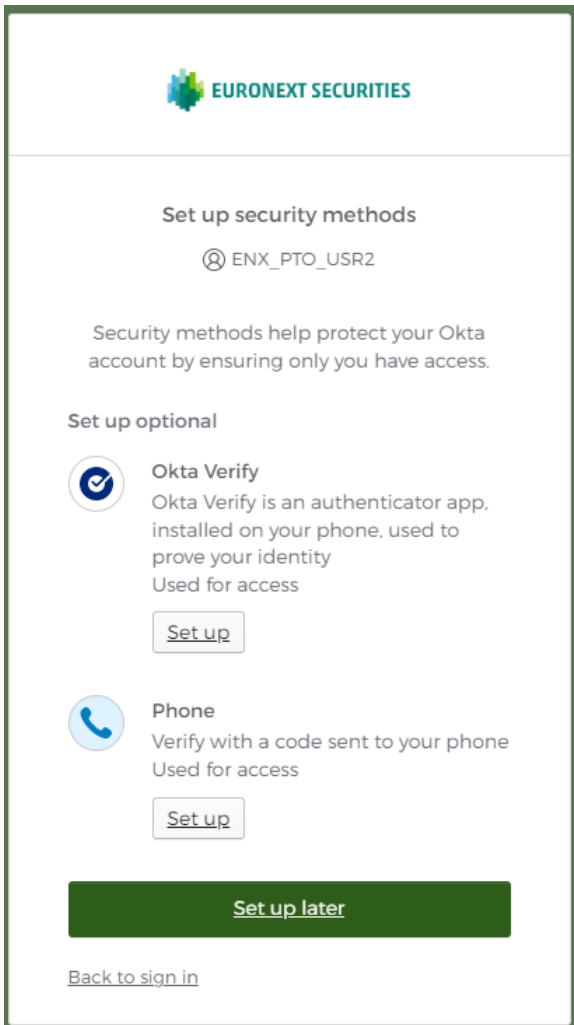 EURONEXT SECURITIES
Set up security methods
ENX_PTO_USR2
Security methods help protect your Okta
account by ensuring only you have access.
Set up optional
Okta Verify
Okta Verify is an authenticator app,
installed on your phone, used to
prove your identity
Used for access
Set up
Phone
Verify with a code sent to your phone
Used for access
Set up
Set up later
Back to sign in